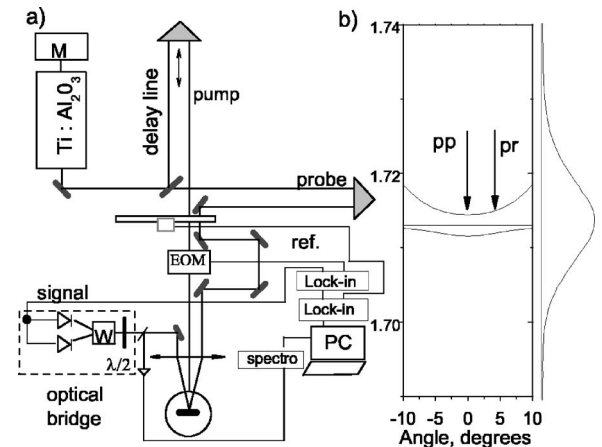 a)
M
Ti : Al2O3
delay line
pump
probe
ref.
EOM
Lock-in
Lock-In
signal
W
λ/2
spectro
PC
optical
bridge
b)
1.74
1.72
1.70
pp
pr
-10 -5 0 5 10
Angle, degrees